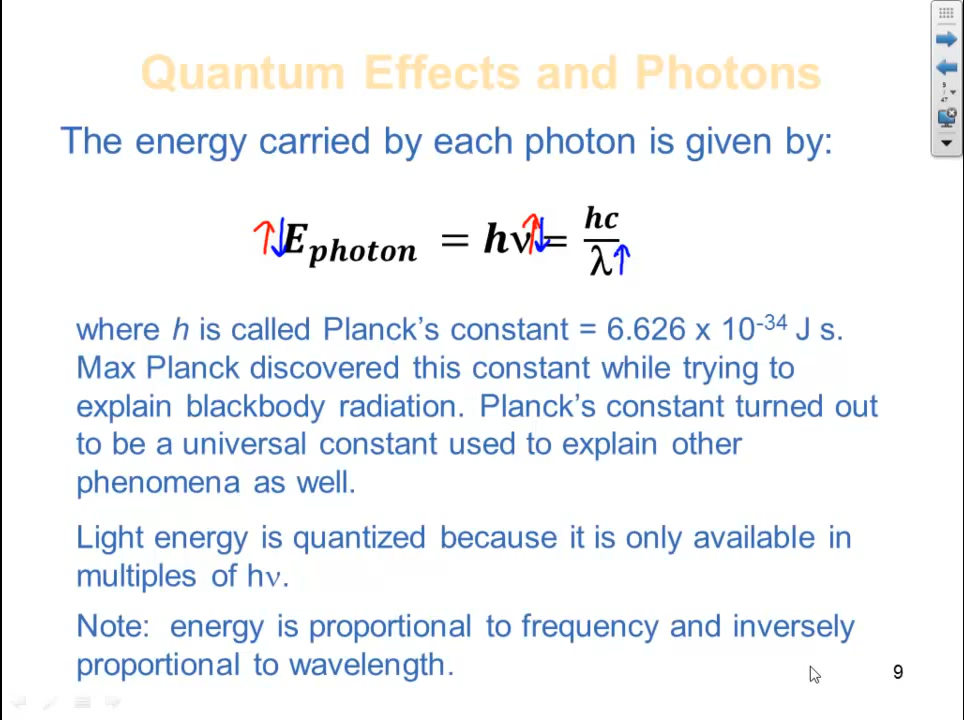 Quantum Effects and Photons
The energy carried by each photon is given by:
↑↓E_photon = hν↑↓ = hc/λ↑
where h is called Planck’s constant = 6.626 x 10⁻³⁴ J s.
Max Planck discovered this constant while trying to
explain blackbody radiation. Planck’s constant turned out
to be a universal constant used to explain other
phenomena as well.
Light energy is quantized because it is only available in
multiples of hν.
Note: energy is proportional to frequency and inversely
proportional to wavelength.
9
9
/
47